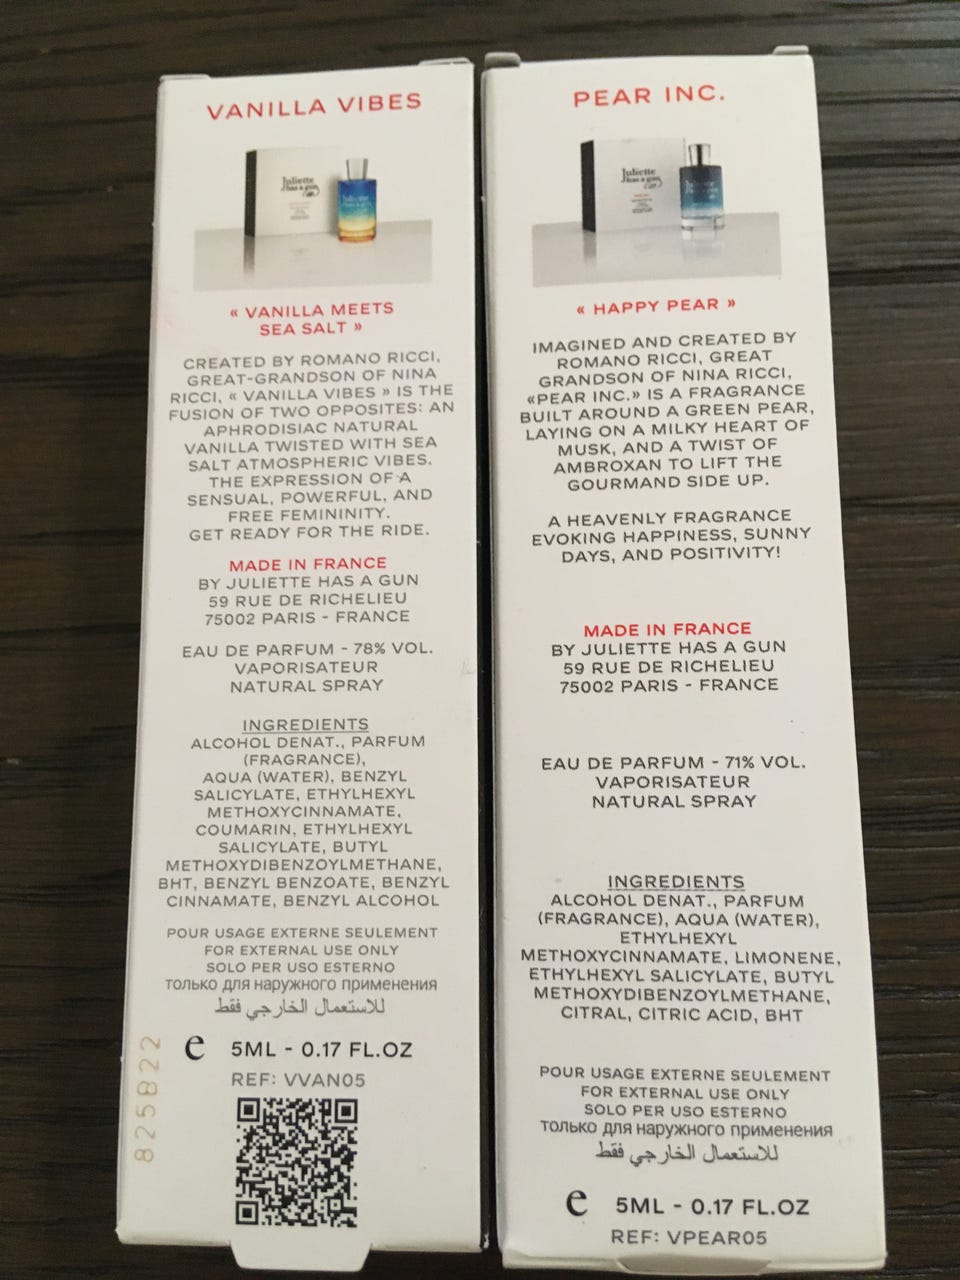 VANILLA VIBES
Juliette
has a gun
Juliette
« VANILLA MEETS
SEA SALT »
CREATED BY ROMANO RICCI,
GREAT-GRANDSON OF NINA
RICCI, « VANILLA VIBES » IS THE
FUSION OF TWO OPPOSITES: AN
APHRODISIAC NATURAL
VANILLA TWISTED WITH SEA
SALT ATMOSPHERIC VIBES.
THE EXPRESSION OF A
SENSUAL, POWERFUL, AND
FREE FEMININITY.
GET READY FOR THE RIDE.
MADE IN FRANCE
BY JULIETTE HAS A GUN
59 RUE DE RICHELIEU
75002 PARIS - FRANCE
EAU DE PARFUM - 78% VOL.
VAPORISATEUR
NATURAL SPRAY
INGREDIENTS
ALCOHOL DENAT., PARFUM
(FRAGRANCE),
AQUA (WATER), BENZYL
SALICYLATE, ETHYLHEXYL
METHOXYCINNAMATE,
COUMARIN, ETHYLHEXYL
SALICYLATE, BUTYL
METHOXYDIBENZOYLMETHANE,
BHT, BENZYL BENZOATE, BENZYL
CINNAMATE, BENZYL ALCOHOL
POUR USAGE EXTERNE SEULEMENT
FOR EXTERNAL USE ONLY
SOLO PER USO ESTERNO
только для наружного применения
للاستعمال الخارجي فقط
e 5ML - 0.17 FL.OZ
REF: VVAN05
825B22
PEAR INC.
Juliette
has a gun
Juliette
« HAPPY PEAR »
IMAGINED AND CREATED BY
ROMANO RICCI, GREAT
GRANDSON OF NINA RICCI,
«PEAR INC.» IS A FRAGRANCE
BUILT AROUND A GREEN PEAR,
LAYING ON A MILKY HEART OF
MUSK, AND A TWIST OF
AMBROXAN TO LIFT THE
GOURMAND SIDE UP.
A HEAVENLY FRAGRANCE
EVOKING HAPPINESS, SUNNY
DAYS, AND POSITIVITY!
MADE IN FRANCE
BY JULIETTE HAS A GUN
59 RUE DE RICHELIEU
75002 PARIS - FRANCE
EAU DE PARFUM - 71% VOL.
VAPORISATEUR
NATURAL SPRAY
INGREDIENTS
ALCOHOL DENAT., PARFUM
(FRAGRANCE), AQUA (WATER),
ETHYLHEXYL
METHOXYCINNAMATE, LIMONENE,
ETHYLHEXYL SALICYLATE, BUTYL
METHOXYDIBENZOYLMETHANE,
CITRAL, CITRIC ACID, BHT
POUR USAGE EXTERNE SEULEMENT
FOR EXTERNAL USE ONLY
SOLO PER USO ESTERNO
только для наружного применения
للاستعمال الخارجي فقط
e 5ML - 0.17 FL.OZ
REF: VPEAR05